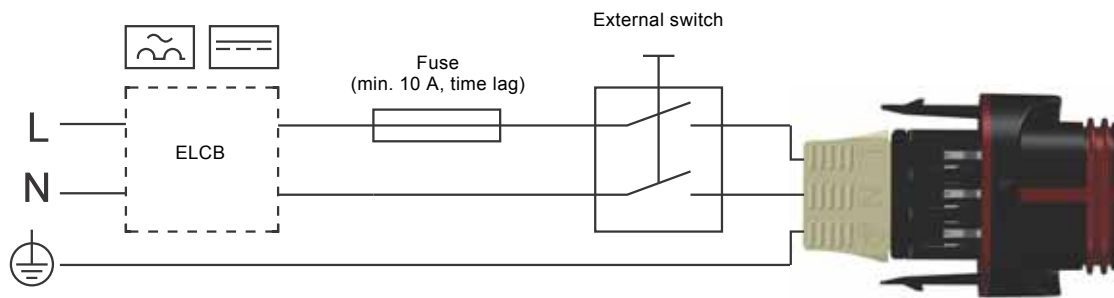 External switch
Fuse
(min. 10 A, time lag)
L
ELCB
N